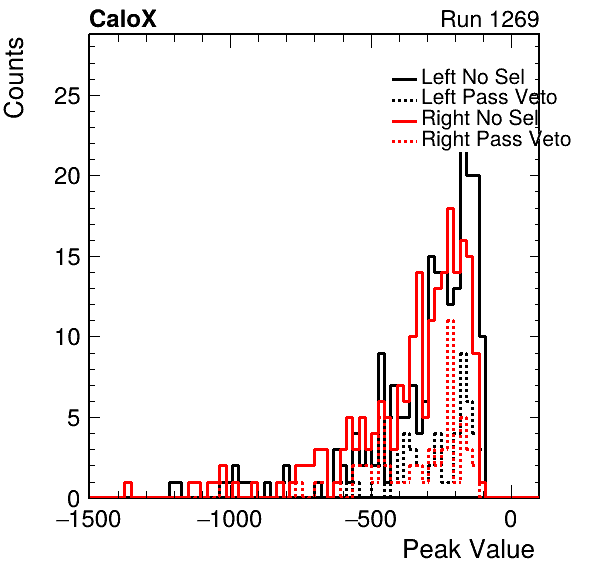 CaloX Run 1269
Counts
Left No Sel
Left Pass Veto
Right No Sel
Right Pass Veto
25
20
15
10
5
0
−1500 −1000 −500 0
Peak Value